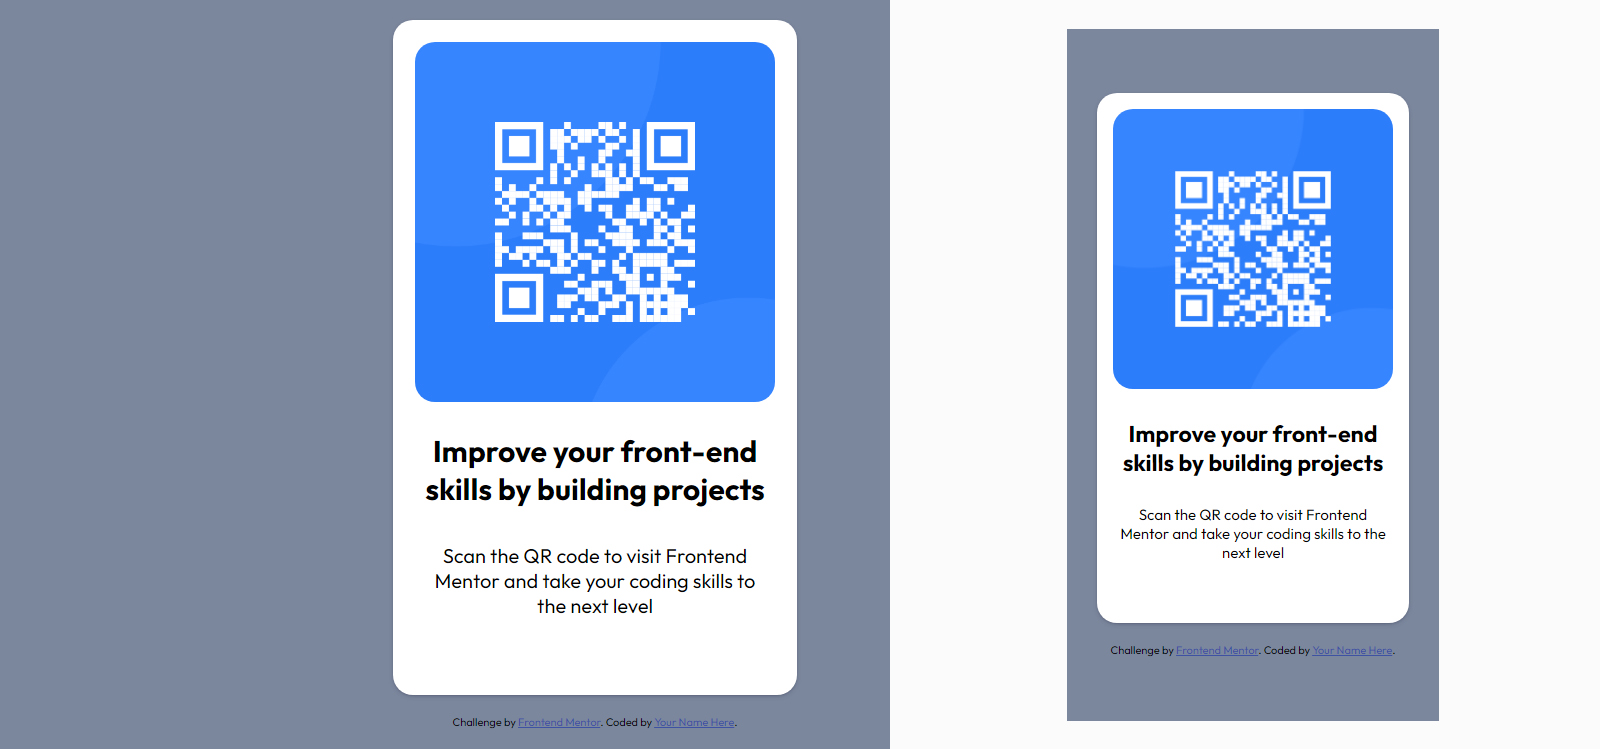 Improve your front-end
skills by building projects
Scan the QR code to visit Frontend
Mentor and take your coding skills to
the next level
Challenge by Frontend Mentor. Coded by Your Name Here.
Improve your front-end
skills by building projects
Scan the QR code to visit Frontend
Mentor and take your coding skills to the
next level
Challenge by Frontend Mentor. Coded by Your Name Here.